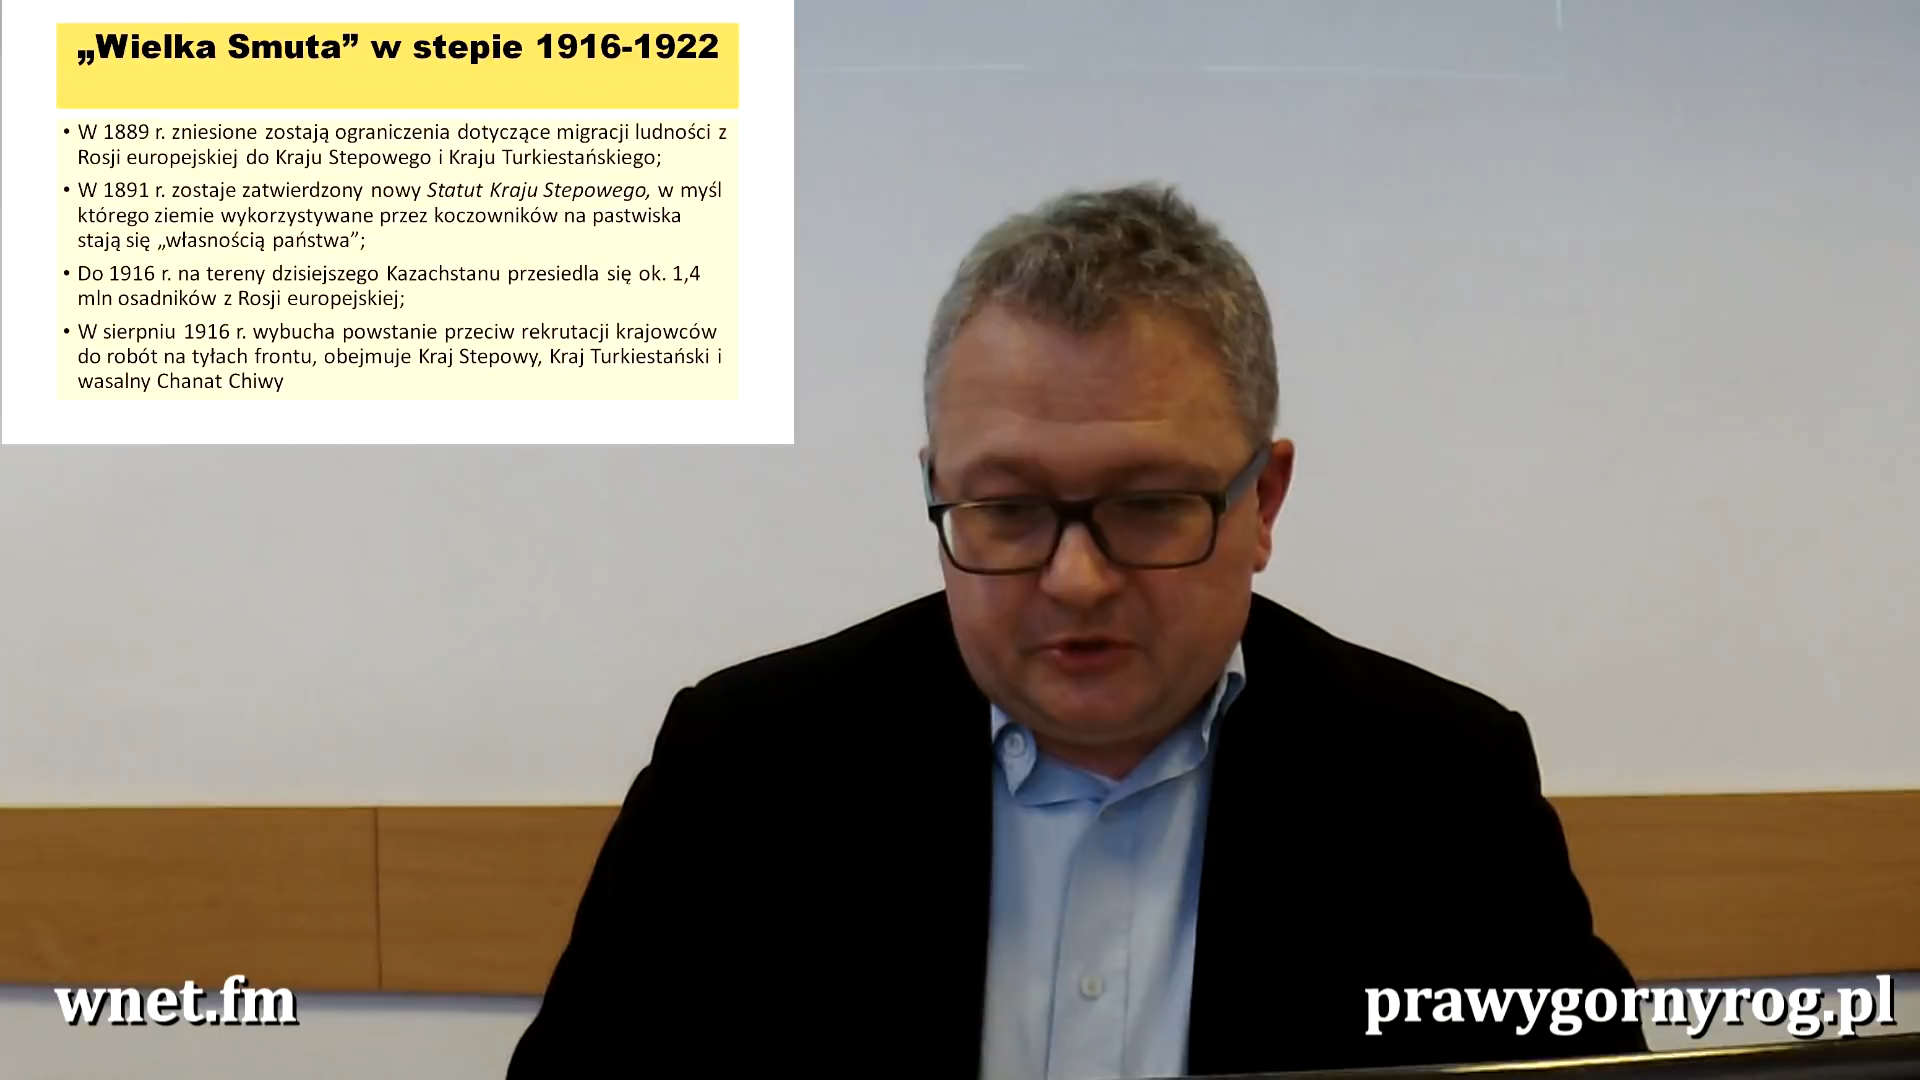 „Wielka Smuta” w stepie 1916-1922
• W 1889 r. zniesione zostają ograniczenia dotyczące migracji ludności z
Rosji europejskiej do Kraju Stepowego i Kraju Turkiestańskiego;
• W 1891 r. zostaje zatwierdzony nowy Statut Kraju Stepowego, w myśl
którego ziemie wykorzystywane przez koczowników na pastwiska
stają się „własnością państwa”;
• Do 1916 r. na tereny dzisiejszego Kazachstanu przesiedla się ok. 1,4
mln osadników z Rosji europejskiej;
• W sierpniu 1916 r. wybucha powstanie przeciw rekrutacji krajowców
do robót na tyłach frontu, obejmuje Kraj Stepowy, Kraj Turkiestański i
wasalny Chanat Chiwy
wnet.fm
prawygornyrog.pl